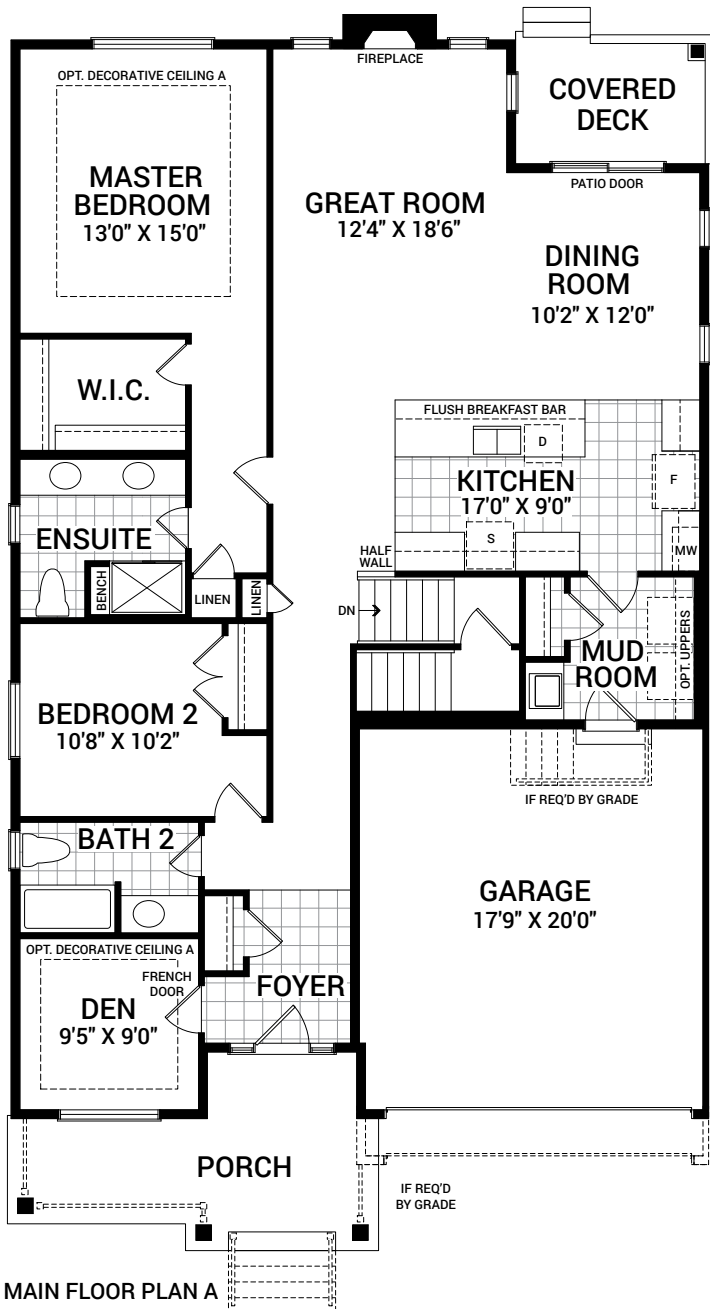 FIREPLACE
OPT. DECORATIVE CEILING A
COVERED
DECK
MASTER
BEDROOM
13'0" X 15'0"
PATIO DOOR
GREAT ROOM
12'4" X 18'6"
DINING
ROOM
10'2" X 12'0"
W.I.C.
FLUSH BREAKFAST BAR
D
KITCHEN
17'0" X 9'0"
F
ENSUITE
S
HALF
WALL
MW
BENCH
LINEN
LINEN
DN
MUD
ROOM
OPT. UPPERS
BEDROOM 2
10'8" X 10'2"
IF REQ'D BY GRADE
BATH 2
GARAGE
17'9" X 20'0"
OPT. DECORATIVE CEILING A
FRENCH
DOOR
FOYER
DEN
9'5" X 9'0"
PORCH
IF REQ'D
BY GRADE
MAIN FLOOR PLAN A